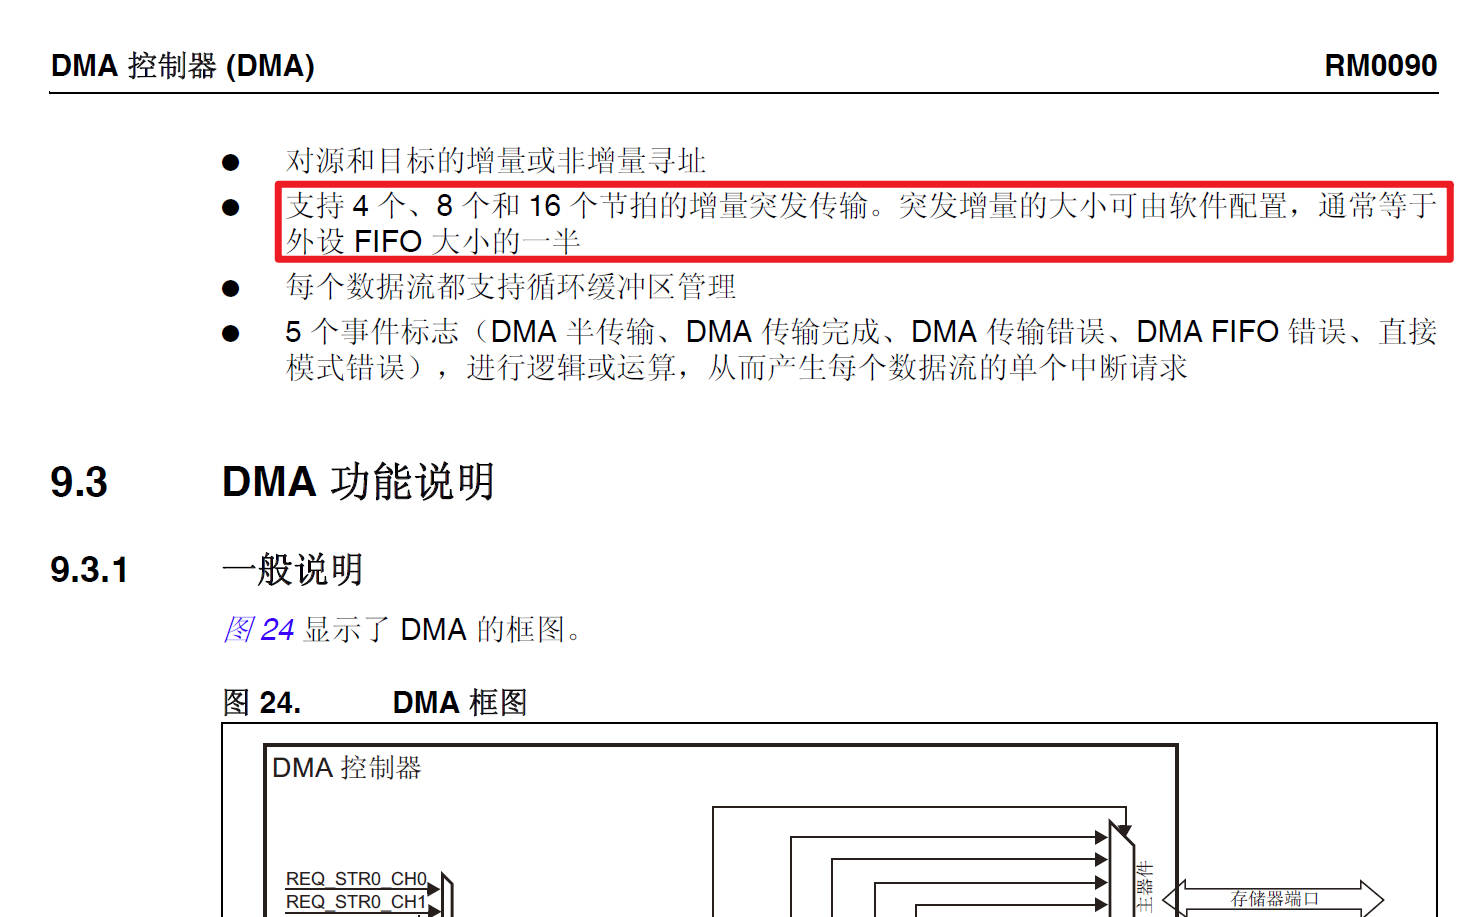 DMA 控制器 (DMA)
RM0090
● 对源和目标的增量或非增量寻址
● 支持 4 个、8 个和 16 个节拍的增量突发传输。突发增量的大小可由软件配置，通常等于
外设 FIFO 大小的一半
● 每个数据流都支持循环缓冲区管理
● 5 个事件标志（DMA 半传输、DMA 传输完成、DMA 传输错误、DMA FIFO 错误、直接
模式错误），进行逻辑或运算，从而产生每个数据流的单个中断请求
9.3 DMA 功能说明
9.3.1 一般说明
图 24 显示了 DMA 的框图。
图 24. DMA 框图
DMA 控制器
REQ_STR0_CH0
REQ_STR0_CH1
主器件
存储器端口